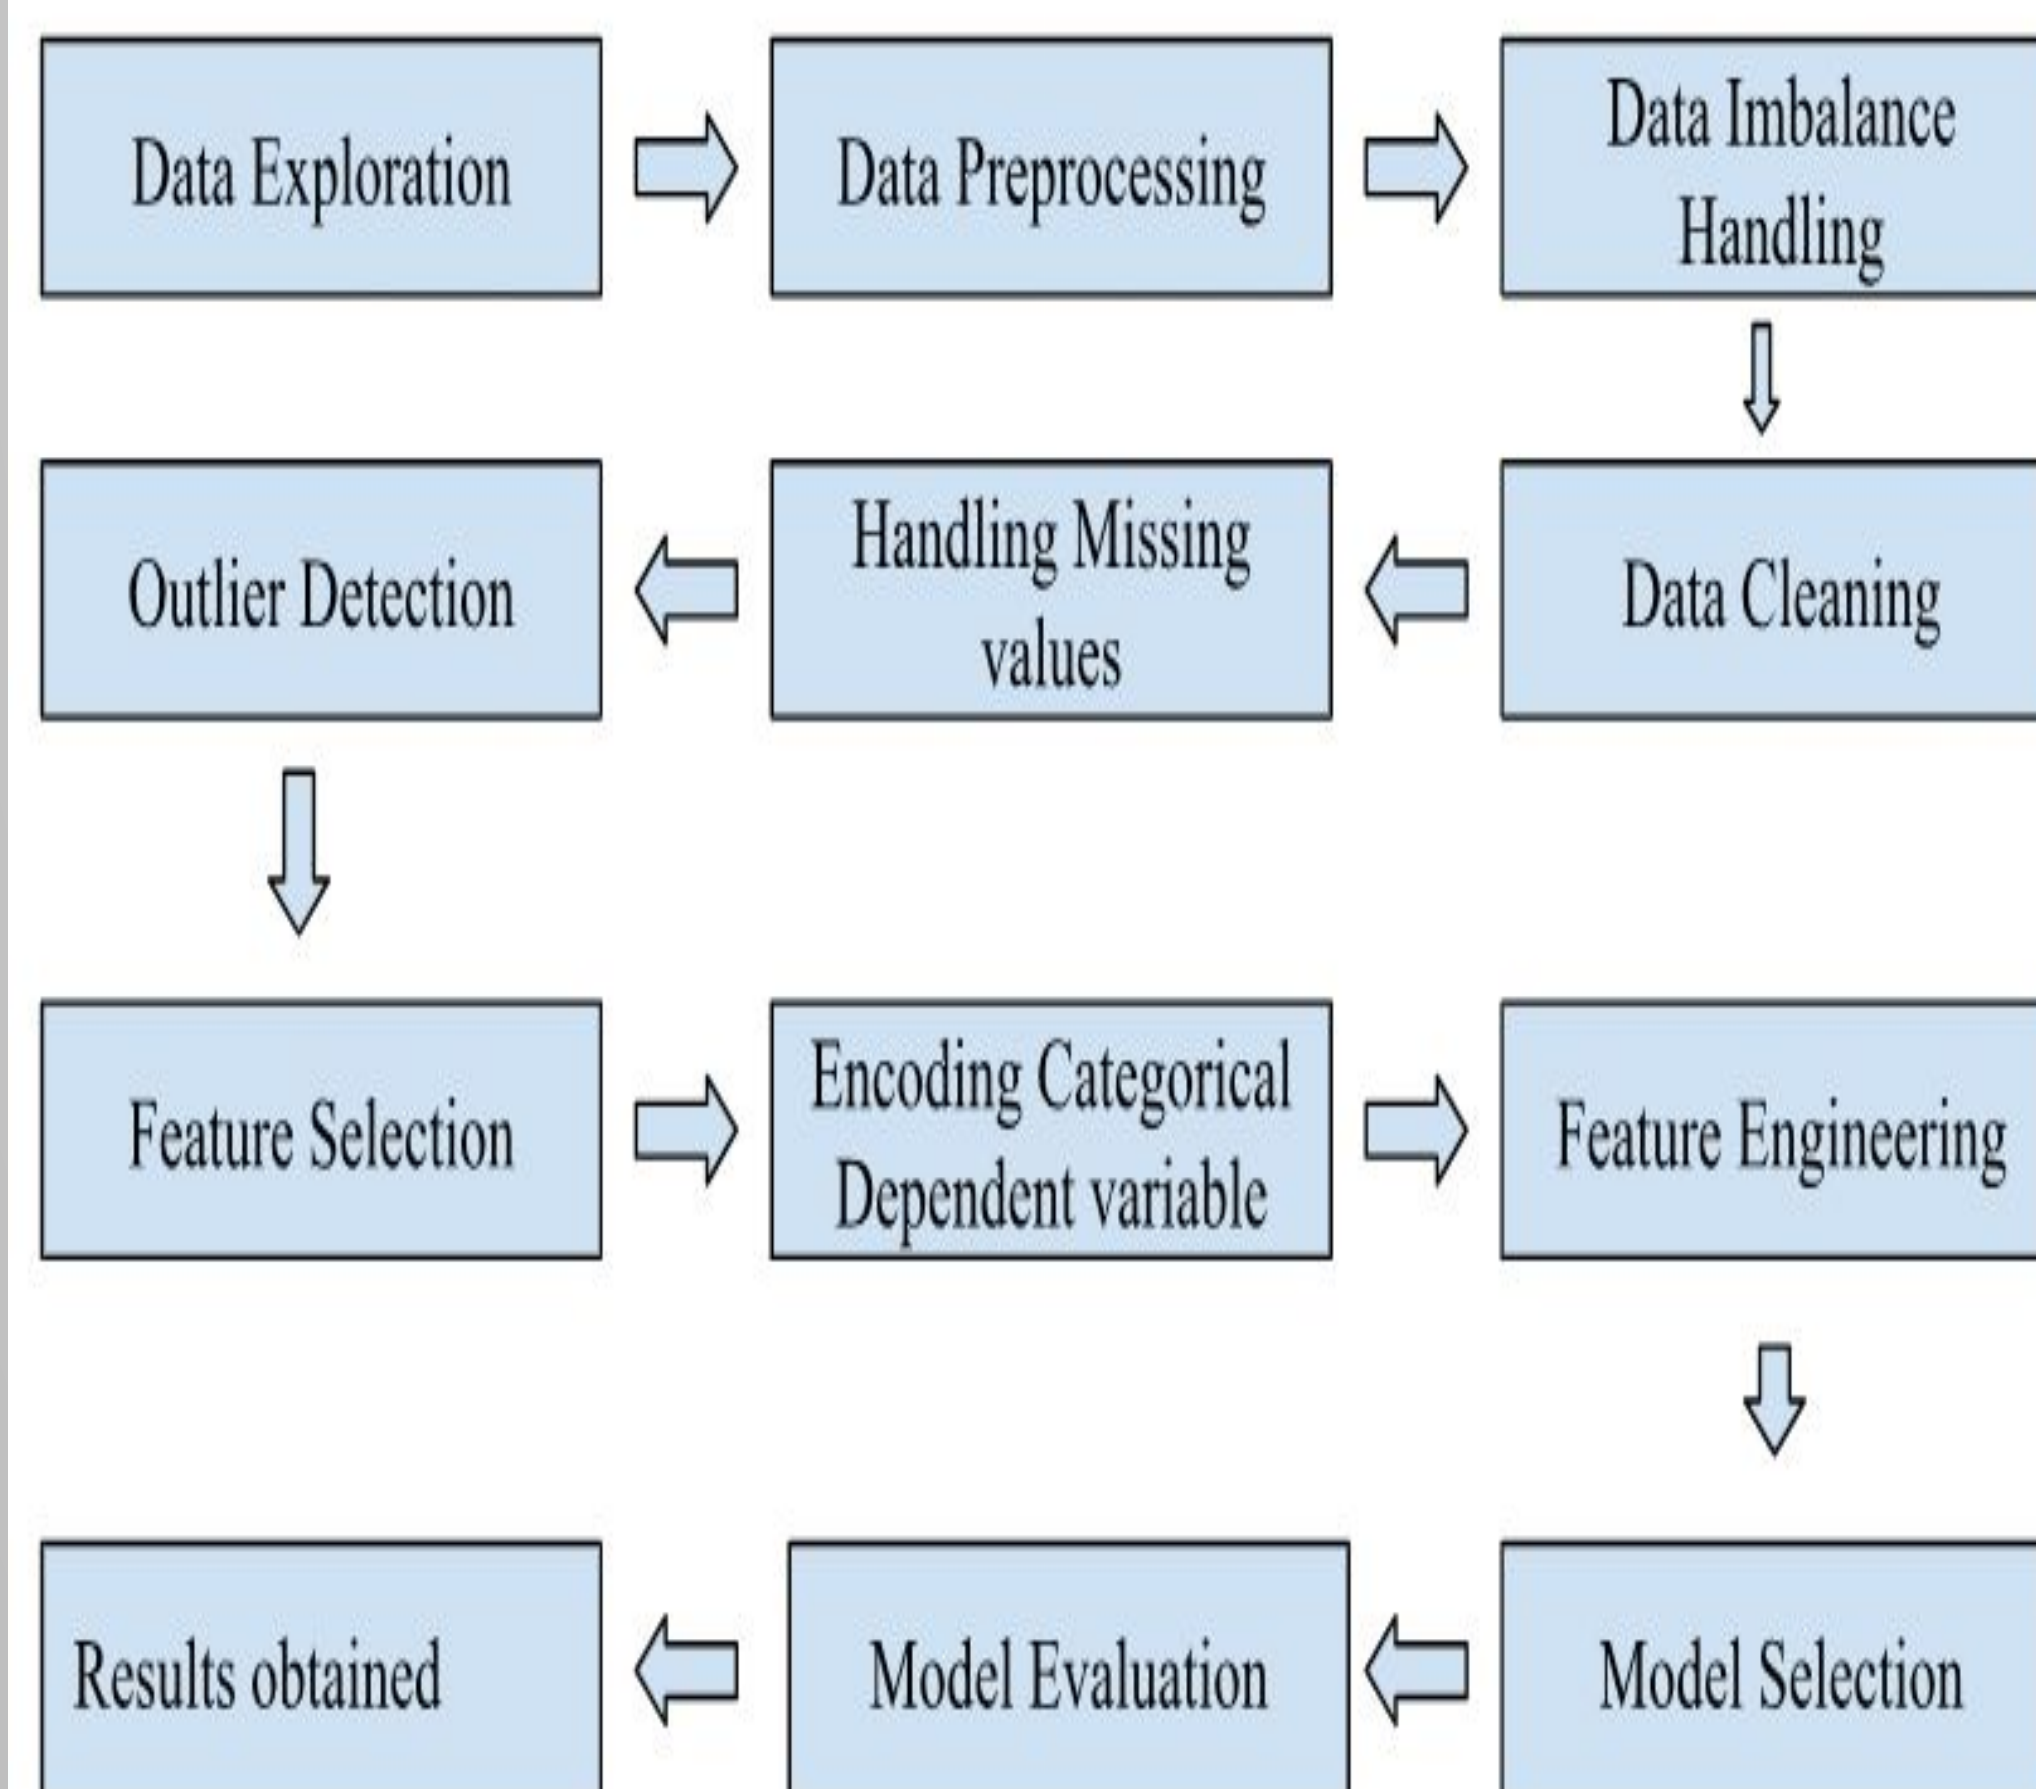 Data Exploration
Data Preprocessing
Data Imbalance
Handling
Data Cleaning
Handling Missing
values
Outlier Detection
Feature Selection
Encoding Categorical
Dependent variable
Feature Engineering
Model Selection
Model Evaluation
Results obtained